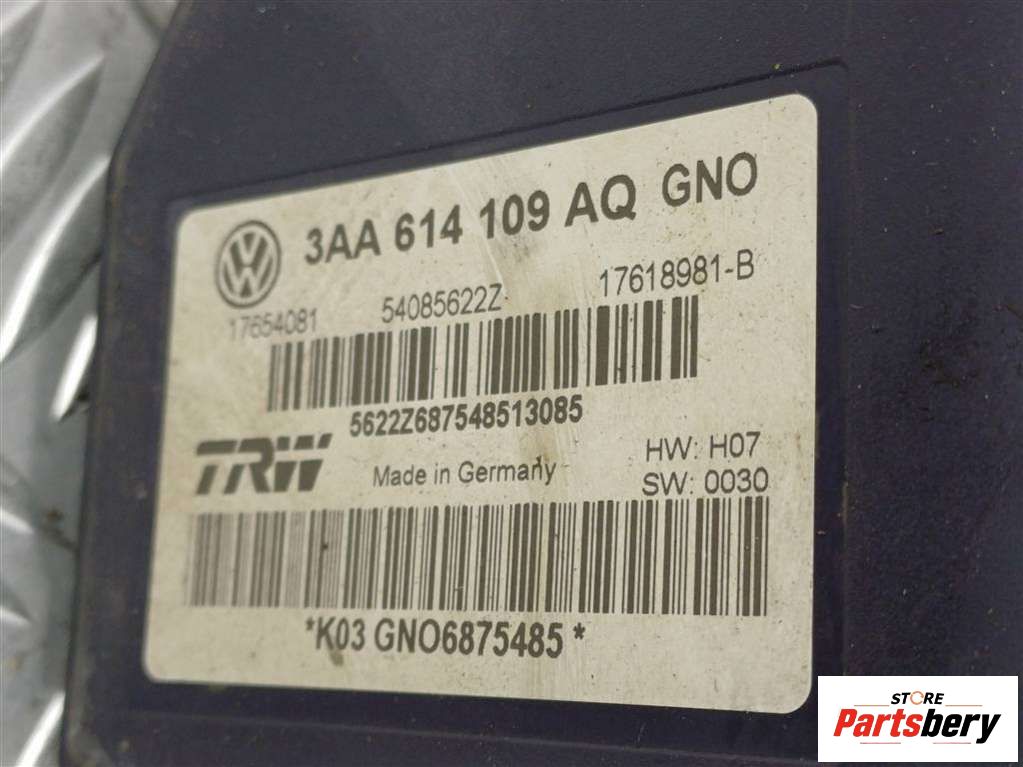 3AA 614 109 AQ GNO
17654081 54085622Z 17618981-B
5622Z687548513085
TRW Made in Germany HW: H07
SW: 0030
*K03 GNO6875485*
STORE
Partsbery